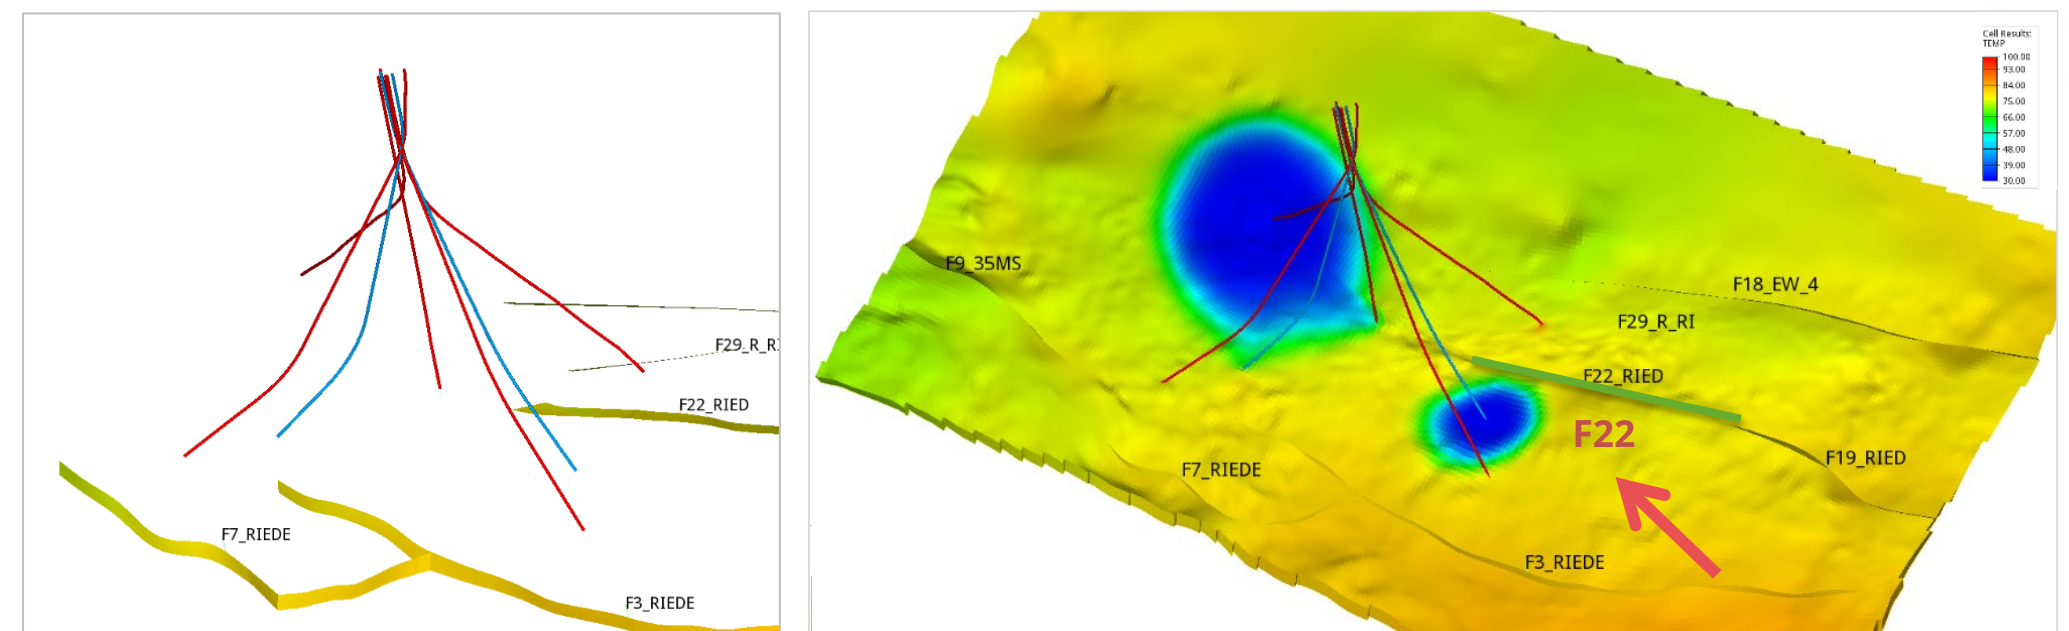 F29_R_R
F22_RIED
F7_RIEDE
F3_RIEDE
Cell Results:
TEMP
100.00
93.00
84.00
75.00
66.00
57.00
48.00
39.00
30.00
F9_35MS
F18_EW_4
F29_R_RI
F22_RIED
F22
F19_RIED
F7_RIEDE
F3_RIEDE